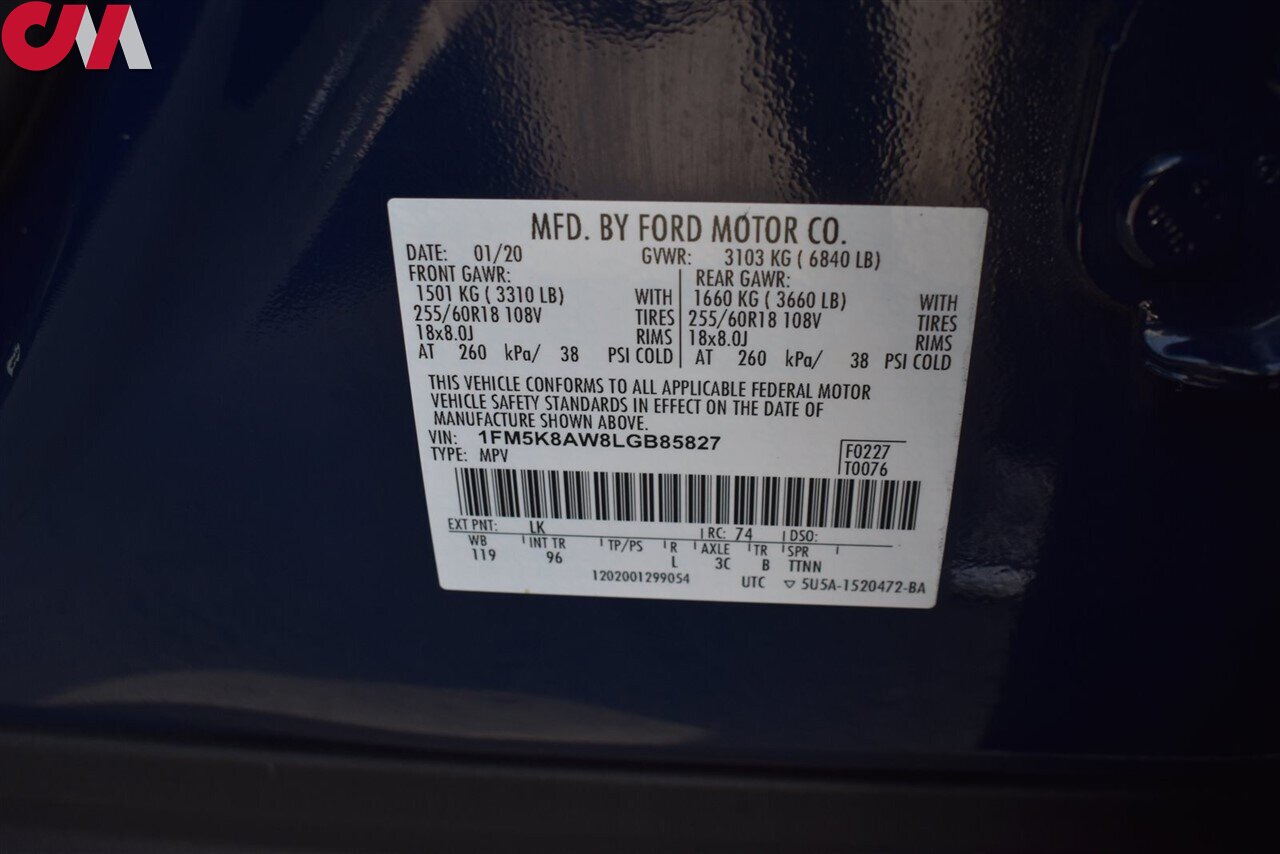 CM
MFD. BY FORD MOTOR CO.
DATE: 01/20 GVWR: 3103 KG ( 6840 LB)
FRONT GAWR: REAR GAWR:
1501 KG ( 3310 LB) WITH 1660 KG ( 3660 LB) WITH
255/60R18 108V TIRES 255/60R18 108V TIRES
18x8.0J RIMS 18x8.0J RIMS
AT 260 kPa/ 38 PSI COLD AT 260 kPa/ 38 PSI COLD
THIS VEHICLE CONFORMS TO ALL APPLICABLE FEDERAL MOTOR
VEHICLE SAFETY STANDARDS IN EFFECT ON THE DATE OF
MANUFACTURE SHOWN ABOVE.
VIN: 1FM5K8AW8LGB85827
TYPE: MPV
F0227
T0076
EXT PNT: LK RC: 74 DSO:
WB INT TR TP/PS R AXLE TR SPR
119 96 L 3C B TTNN
1202001299054 UTC ▽ 5U5A-1520472-BA